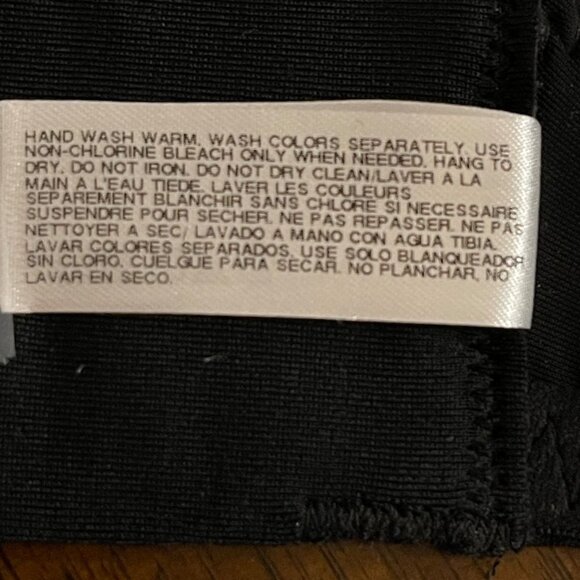 HAND WASH WARM. WASH COLORS SEPARATELY. USE
NON-CHLORINE BLEACH ONLY WHEN NEEDED. HANG TO
DRY. DO NOT IRON. DO NOT DRY CLEAN/LAVER A LA
MAIN A L'EAU TIEDE. LAVER LES COULEURS
SEPAREMENT BLANCHIR SANS CHLORE SI NECESSAIRE
SUSPENDRE POUR SECHER. NE PAS REPASSER. NE PAS
NETTOYER A SEC/ LAVADO A MANO CON AGUA TIBIA.
LAVAR COLORES SEPARADOS. USE SOLO BLANQUEADOR
SIN CLORO. CUELGUE PARA SECAR. NO PLANCHAR. NO
LAVAR EN SECO.